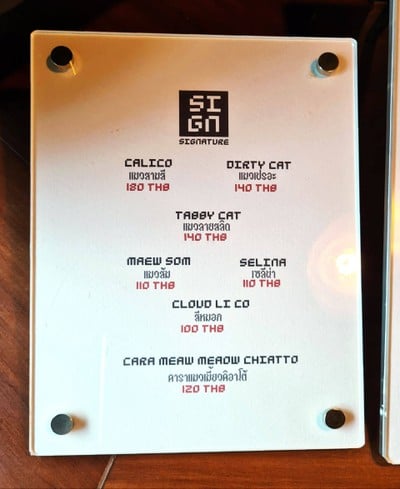 SI
GN
SIGNATURE
CALICO
แมวสามสี
120 THB
DIRTY CAT
แมวเปรอะ
140 THB
TABBY CAT
แมวลายสลิด
140 THB
MAEW SOM
แมวส้ม
110 THB
SELINA
เซลีน่า
110 THB
CLOUD LI CO
สีหมอก
100 THB
CARA MEAW MEAOW CHIATTO
คาราแมวเมี้ยวคิอาโต้
120 THB